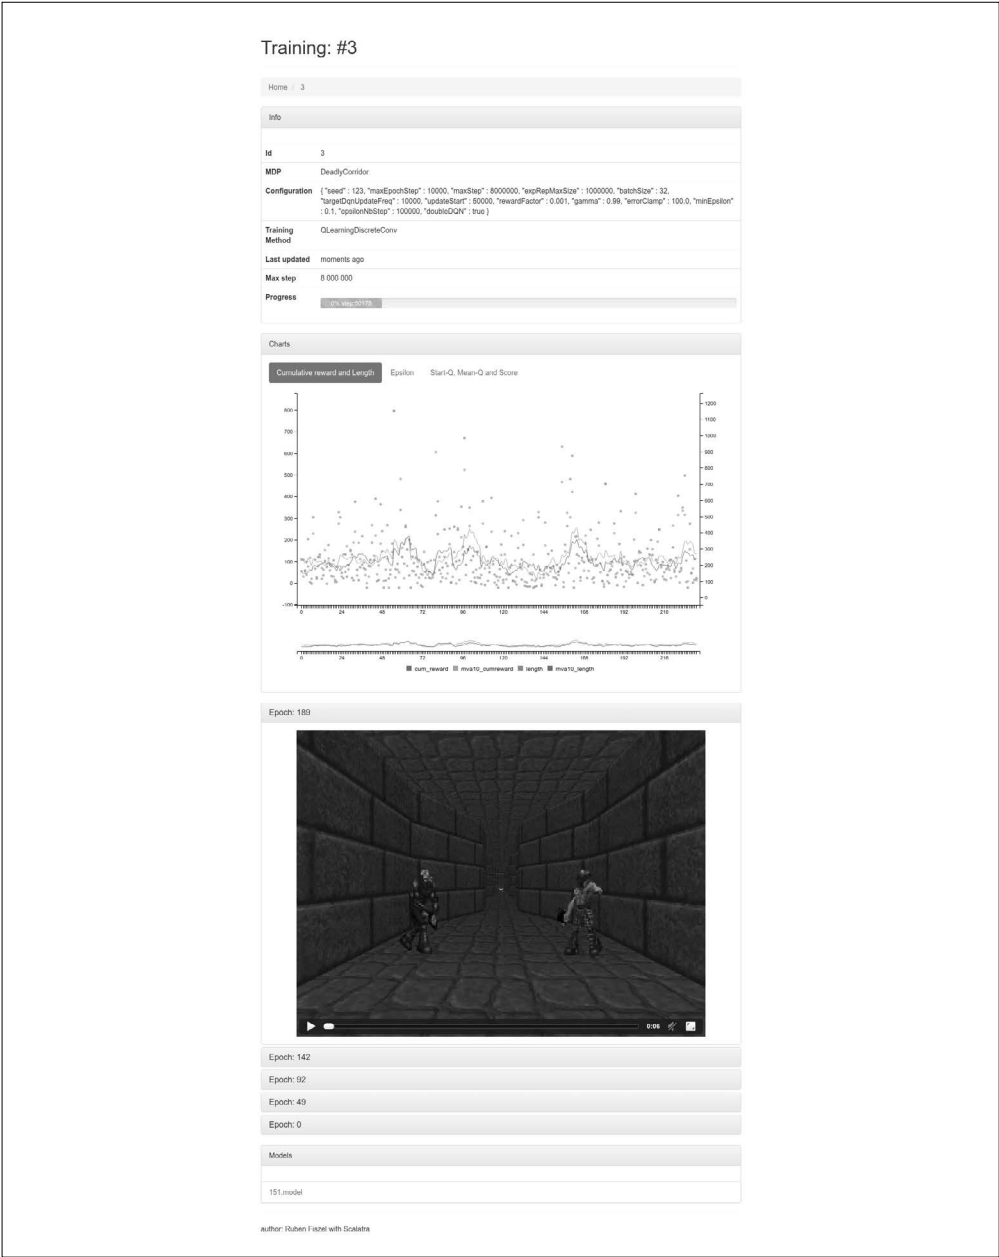 Training: #3
Home / 3
Info
Id 3
MDP DeadlyCorridor
Configuration { "seed" : 123, "maxEpochStep" : 10000, "maxStep" : 8000000, "expRepMaxSize" : 1000000, "batchSize" : 32,
"targetDqnUpdateFreq" : 10000, "updateStart" : 50000, "rewardFactor" : 0.001, "gamma" : 0.99, "errorClamp" : 100.0, "minEpsilon"
: 0.1, "epsilonNbStep" : 100000, "doubleDQN" : true }
Training QLearningDiscreteConv
Method
Last updated moments ago
Max step 8 000 000
Progress
0% step:
Charts
Cumulative reward and Length Epsilon Start-Q, Mean-Q and Score
800 1200
700 1100
600 1000
500 900
400 800
300 700
200 600
100 500
0 400
-100 300
200
100
0
0 24 48 72 96 120 144 168 192 216
0 24 48 72 96 120 144 168 192 216
cum_reward mva10_cumreward length mva10_length
Epoch: 189
0:06
Epoch: 142
Epoch: 92
Epoch: 49
Epoch: 0
Models
151.model
author: Ruben Fiszel with Scalatra